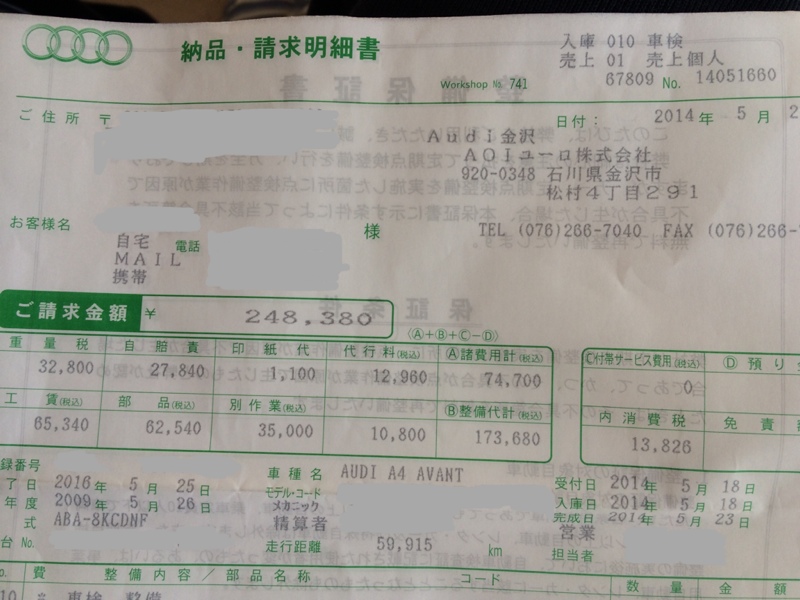 納品・請求明細書
入庫 010 車検
売上 01 売上個人
Workshop No. 741
67809 No. 14051660
ご住所 〒
日付： 2014年 5月 2
Audi金沢
AOIユーロ株式会社
920-0348 石川県金沢市
松村4丁目291
お客様名 様
TEL (076)266-7040 FAX (076)266-
自宅 電話
MAIL
携帯
ご請求金額 ¥ 248,380
(Ⓐ+Ⓑ+Ⓒ-Ⓓ)
重量税 自賠責 印紙代 代行料(税込) Ⓐ諸費用計(税込) Ⓒ付帯サービス費用(税込) Ⓓ預り
32,800 27,840 1,100 12,960 74,700 0
工賃(税込) 部品(税込) 別作業(税込) Ⓑ整備代計(税込) 内消費税 免責
65,340 62,540 35,000 10,800 173,680 13,826
録番号 車種名 AUDI A4 AVANT
了日 2016年 5月 25日 モデル・コード 受付日 2014年 5月 18日
年度 2009年 5月 26日 メカニック 入庫日 2014年 5月 18日
式 ABA-8KCDNF 精算者 完成日 2014年 5月 23日
台No. 走行距離 59,915 km 営業担当者
費 整備内容／部品名称 コード 数量 金額
10 ※ 車検 整備